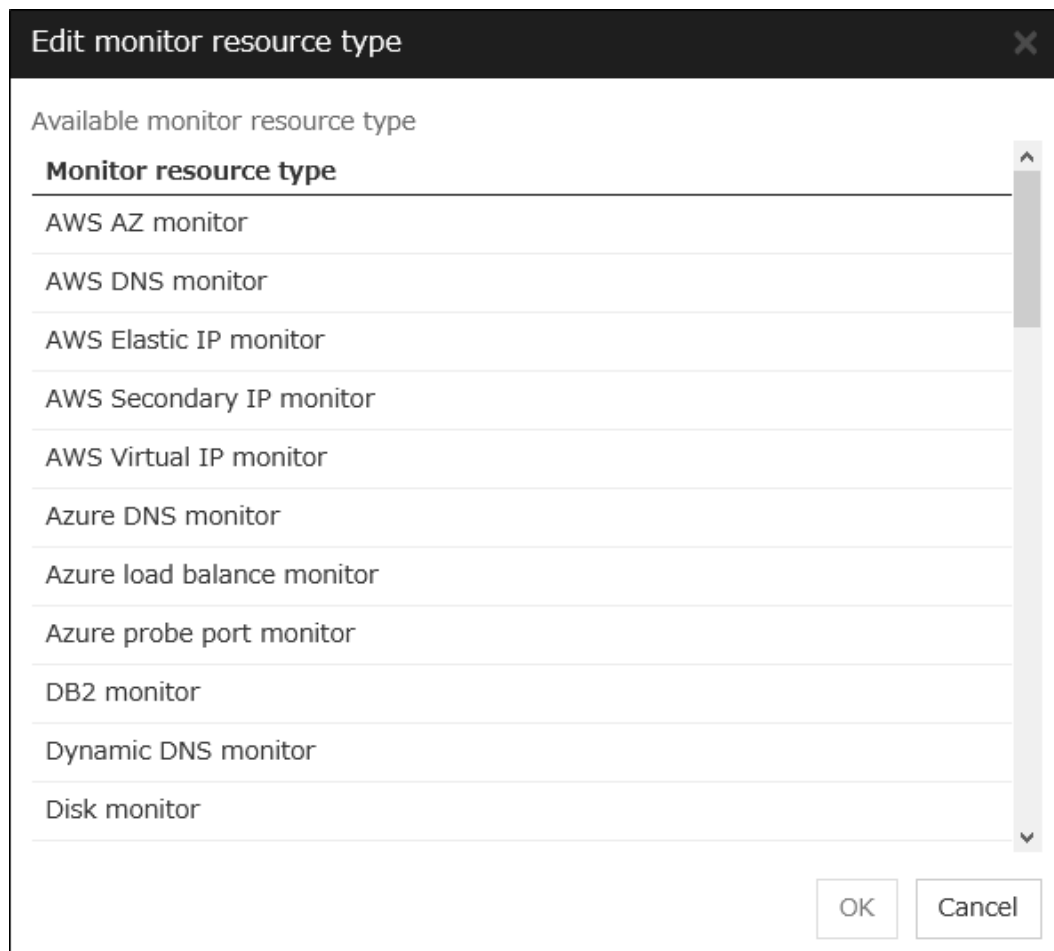 Edit monitor resource type
Available monitor resource type
Monitor resource type
AWS AZ monitor
AWS DNS monitor
AWS Elastic IP monitor
AWS Secondary IP monitor
AWS Virtual IP monitor
Azure DNS monitor
Azure load balance monitor
Azure probe port monitor
DB2 monitor
Dynamic DNS monitor
Disk monitor
OK Cancel